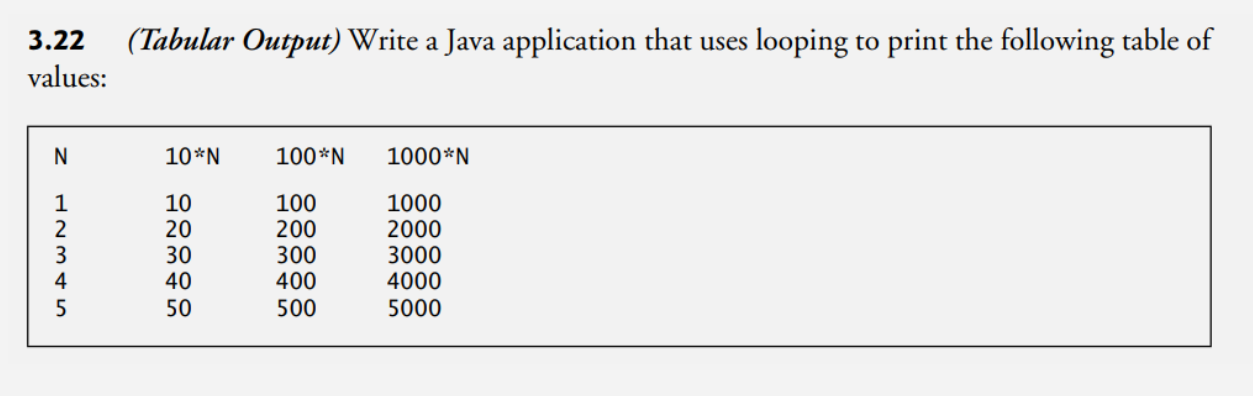 3.22 (Tabular Output) Write a Java application that uses looping to print the following table of
values:
N 10*N 100*N 1000*N
1 10 100 1000
2 20 200 2000
3 30 300 3000
4 40 400 4000
5 50 500 5000